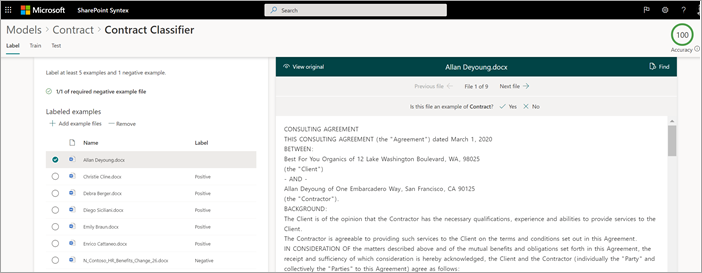 Microsoft SharePoint Syntex Search ?
Models > Contract > Contract Classifier
Label Train Test
100
Accuracy
Label at least 5 examples and 1 negative example.
1/1 of required negative example file
Labeled examples
+ Add example files — Remove
Name Label
Allan Deyoung.docx
Christie Cline.docx Positive
Debra Berger.docx Positive
Diego Siciliani.docx Positive
Emily Braun.docx Positive
Enrico Cattaneo.docx Positive
N_Contoso_HR_Benefits_Change_26.docx Negative
View original Allan Deyoung.docx Find
Previous file ← File 1 of 9 Next file →
Is this file an example of Contract? Yes No
CONSULTING AGREEMENT
THIS CONSULTING AGREEMENT (the "Agreement") dated March 1, 2020
BETWEEN:
Best For You Organics of 12 Lake Washington Boulevard, WA, 98025
(the "Client")
- AND -
Allan Deyoung of One Embarcadero Way, San Francisco, CA 90125
(the "Contractor").
BACKGROUND:
The Client is of the opinion that the Contractor has the necessary qualifications, experience and abilities to provide services to the
Client.
The Contractor is agreeable to providing such services to the Client on the terms and conditions set out in this Agreement.
IN CONSIDERATION OF the matters described above and of the mutual benefits and obligations set forth in this Agreement, the
receipt and sufficiency of which consideration is hereby acknowledged, the Client and the Contractor (individually the "Party" and
collectively the "Parties" to this Agreement) agree as follows: